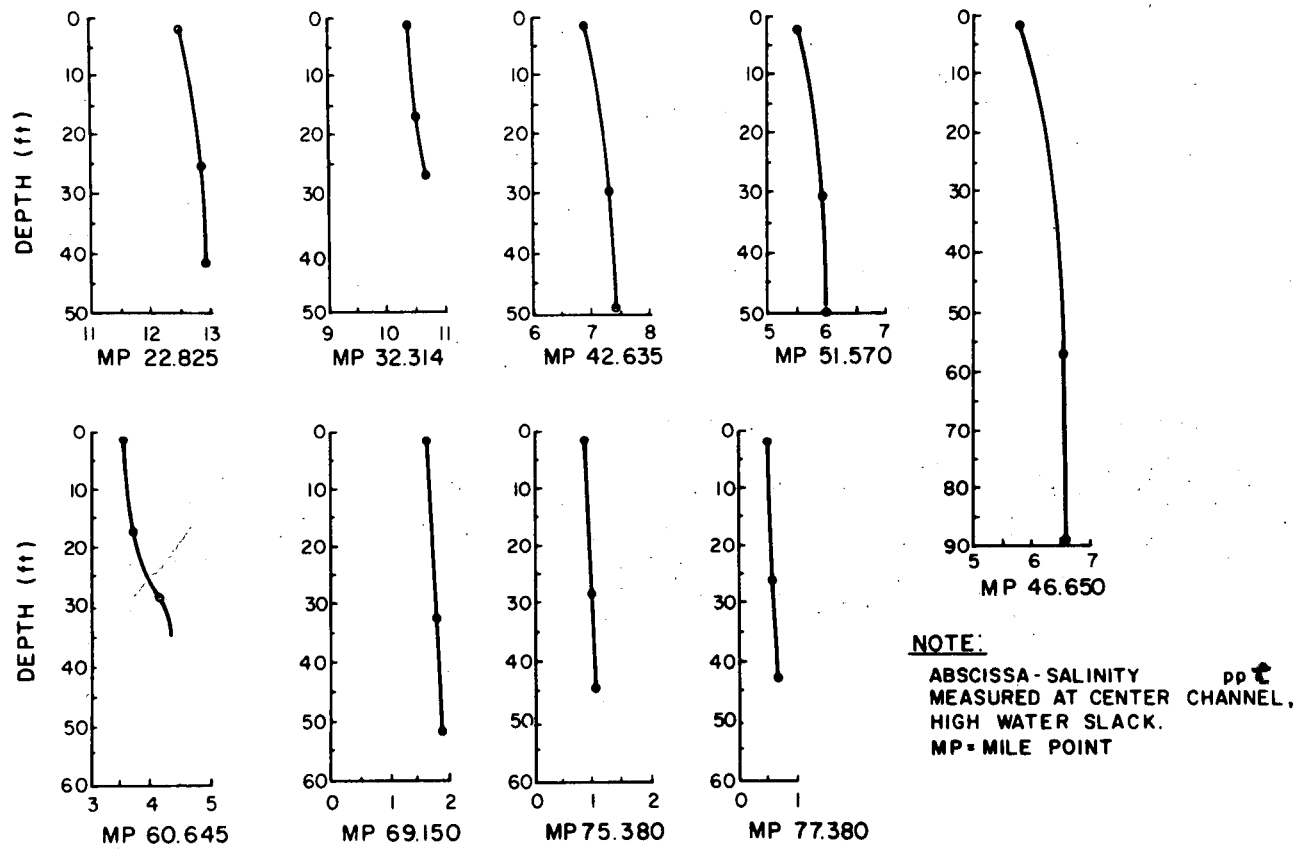 DEPTH (ft)
0
10
20
30
40
50
11 12 13
MP 22.825
0
10
20
30
40
50
9 10 11
MP 32.314
0
10
20
30
40
50
6 7 8
MP 42.635
0
10
20
30
40
50
5 6 7
MP 51.570
0
10
20
30
40
50
60
70
80
90
5 6 7
MP 46.650
DEPTH (ft)
0
10
20
30
40
50
60
3 4 5
MP 60.645
0
10
20
30
40
50
60
0 1 2
MP 69.150
0
10
20
30
40
50
60
0 1 2
MP 75.380
0
10
20
30
40
50
60
0 1
MP 77.380
NOTE:
ABSCISSA - SALINITY ppt
MEASURED AT CENTER CHANNEL,
HIGH WATER SLACK.
MP = MILE POINT